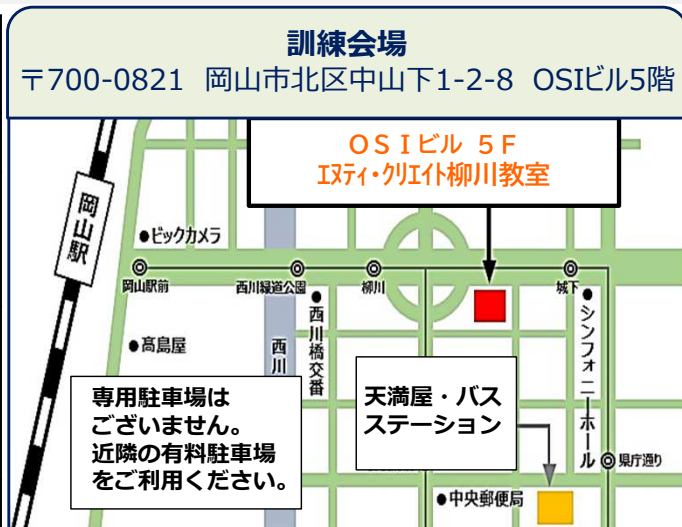 訓練会場
〒700-0821 岡山市北区中山下1-2-8 OSIビル5階
OSIビル 5F
エヌティ・クリエイト柳川教室
岡山駅
●ビックカメラ
岡山駅前
西川緑道公園
柳川
城下
●髙島屋
西川
●西川橋交番
●シンフォニーホール
専用駐車場は
ございません。
近隣の有料駐車場
をご利用ください。
天満屋・バス
ステーション
県庁通り
●中央郵便局